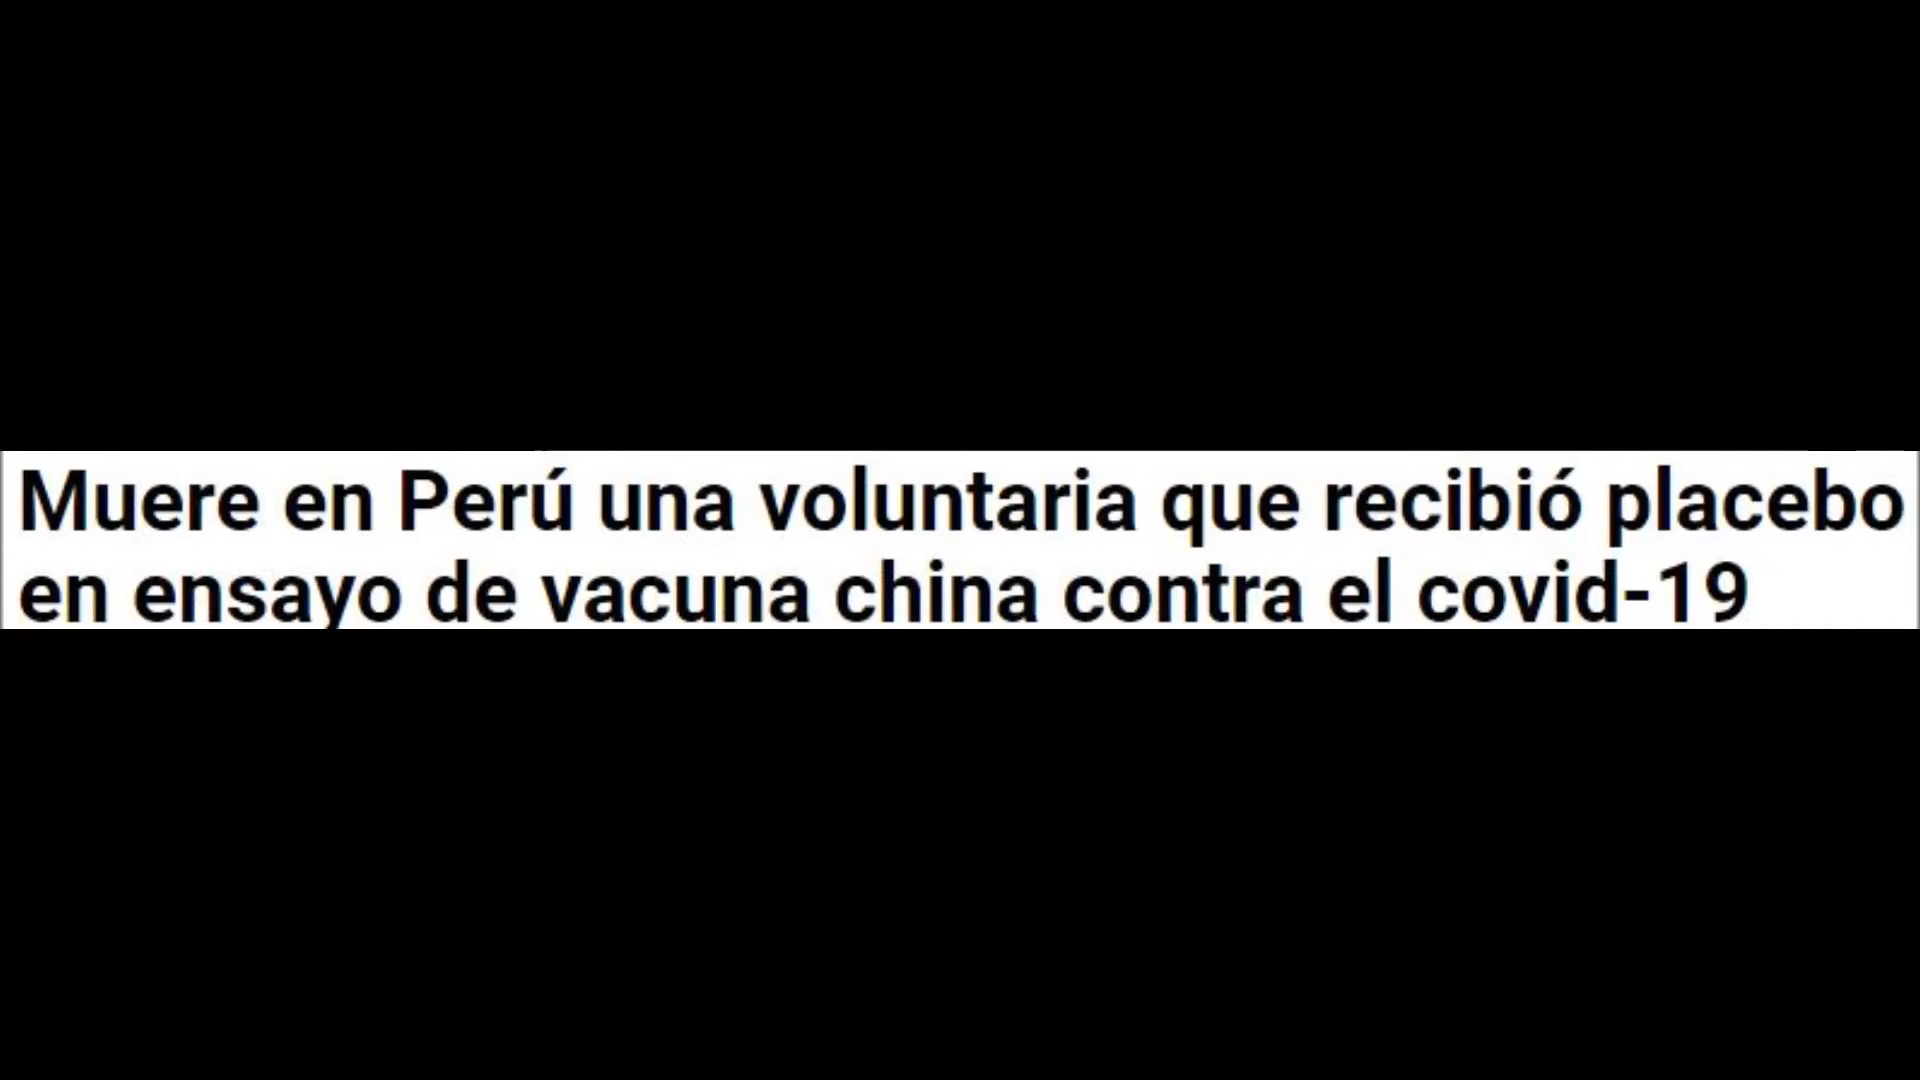 Muere en Perú una voluntaria que recibió placebo
en ensayo de vacuna china contra el covid-19